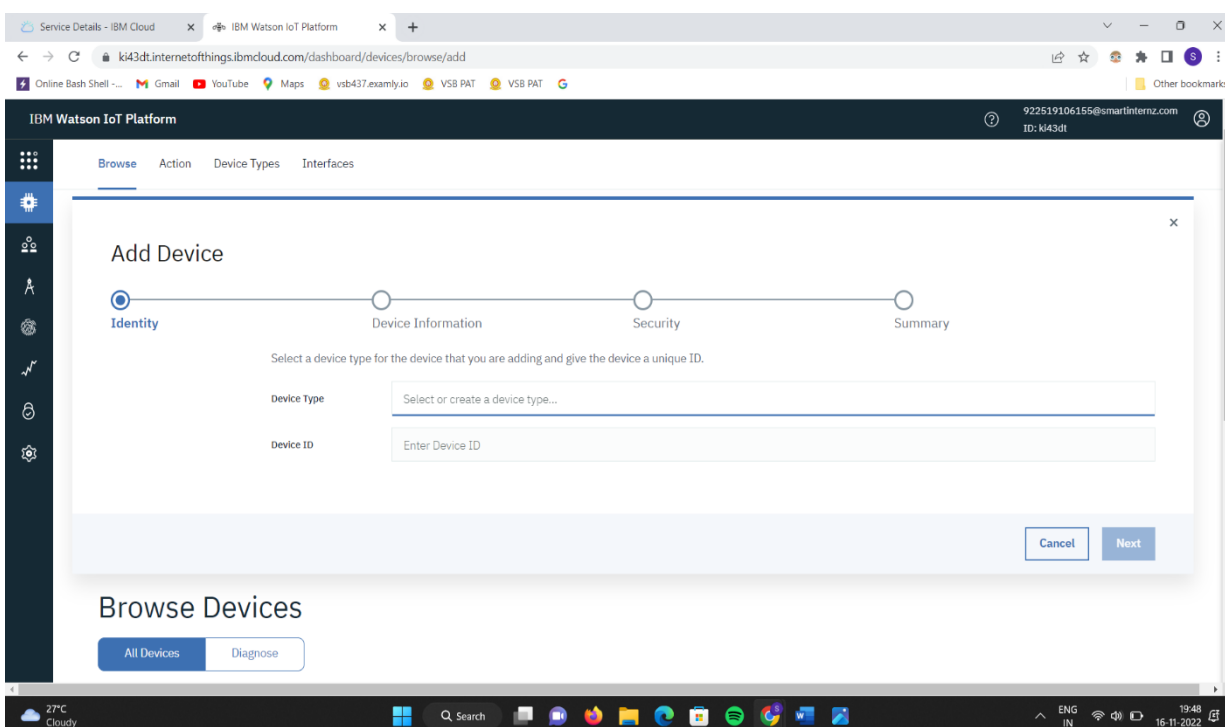 Service Details - IBM Cloud
IBM Watson IoT Platform
ki43dt.internetofthings.ibmcloud.com/dashboard/devices/browse/add
S
Online Bash Shell -... Gmail YouTube Maps vsb437.examly.io VSB PAT VSB PAT Other bookmarks
IBM Watson IoT Platform
922519106155@smartinternz.com
ID: ki43dt
Browse Action Device Types Interfaces
Add Device
Identity Device Information Security Summary
Select a device type for the device that you are adding and give the device a unique ID.
Device Type Select or create a device type...
Device ID Enter Device ID
Cancel Next
Browse Devices
All Devices Diagnose
27°C
Cloudy
Search
ENG
IN
19:48
16-11-2022